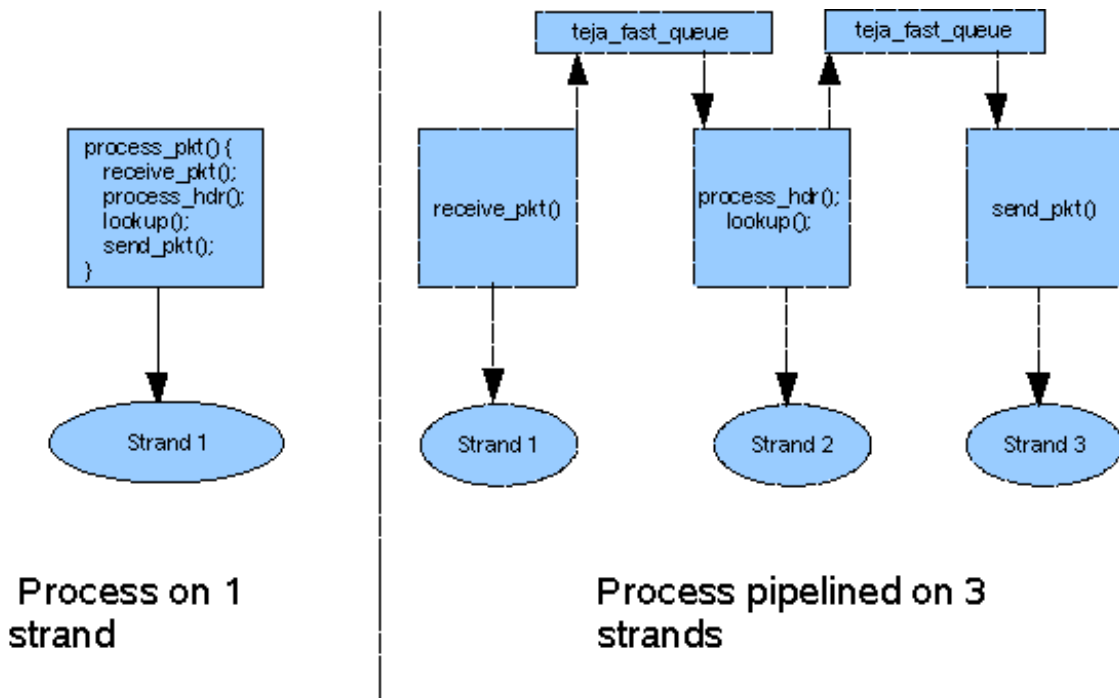 process_pkt() {
receive_pkt();
process_hdr();
lookup();
send_pkt();
}
Strand 1
Process on 1
strand
teja_fast_queue
teja_fast_queue
receive_pkt()
process_hdr();
lookup();
send_pkt()
Strand 1
Strand 2
Strand 3
Process pipelined on 3
strands